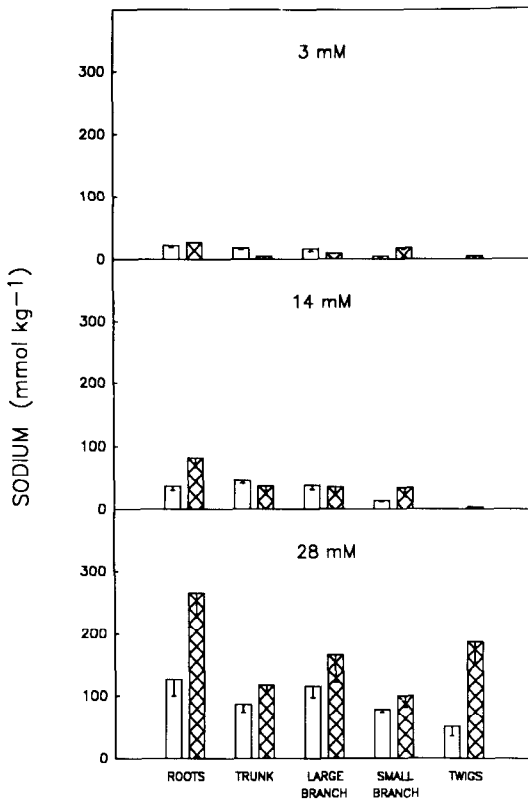 3 mM
300
200
100
0
14 mM
300
200
100
0
28 mM
300
200
100
0
SODIUM (mmol kg−1)
ROOTS TRUNK LARGE BRANCH SMALL BRANCH TWIGS